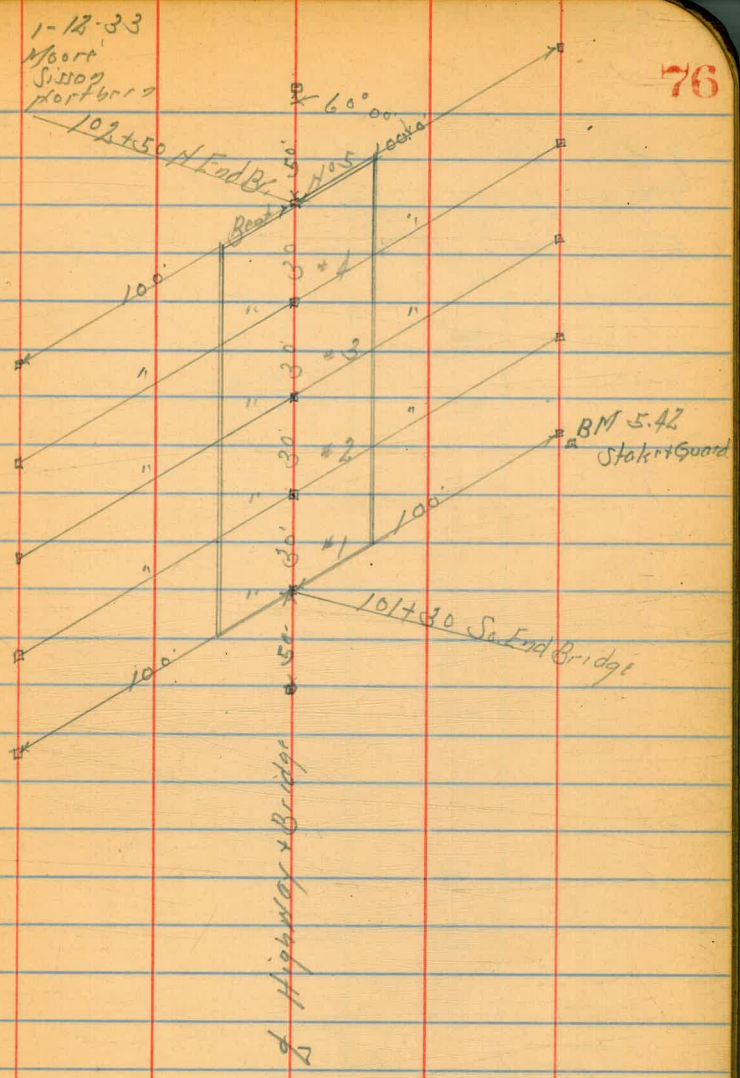 1-12-33
Moore
Sisson
Northern
76
60° 00'
102+50 N End Br.
50'
Bent No 5
100'
100'
30' #4
"
"
30' #3
"
"
"
30' #2
"
"
"
BM 5.42
Stake + Guard
30' #1
"
"
100'
101+30 So. End Bridge
50'
100'
℄ Highway + Bridge